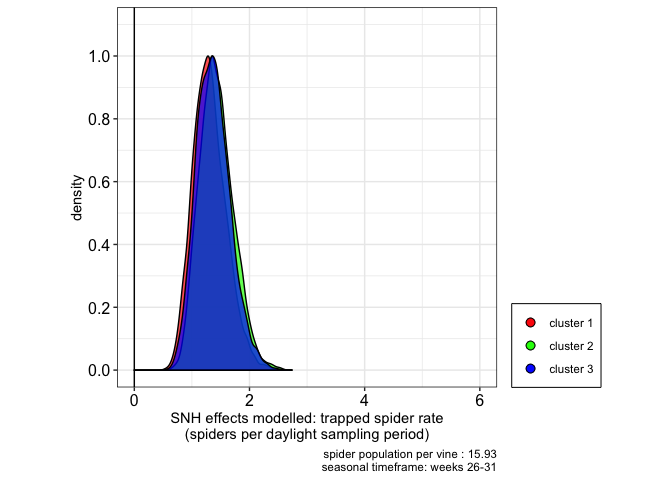 1.0
0.8
0.6
0.4
0.2
0.0
density
0 2 4 6
SNH effects modelled: trapped spider rate
(spiders per daylight sampling period)
cluster 1
cluster 2
cluster 3
spider population per vine : 15.93
seasonal timeframe: weeks 26-31